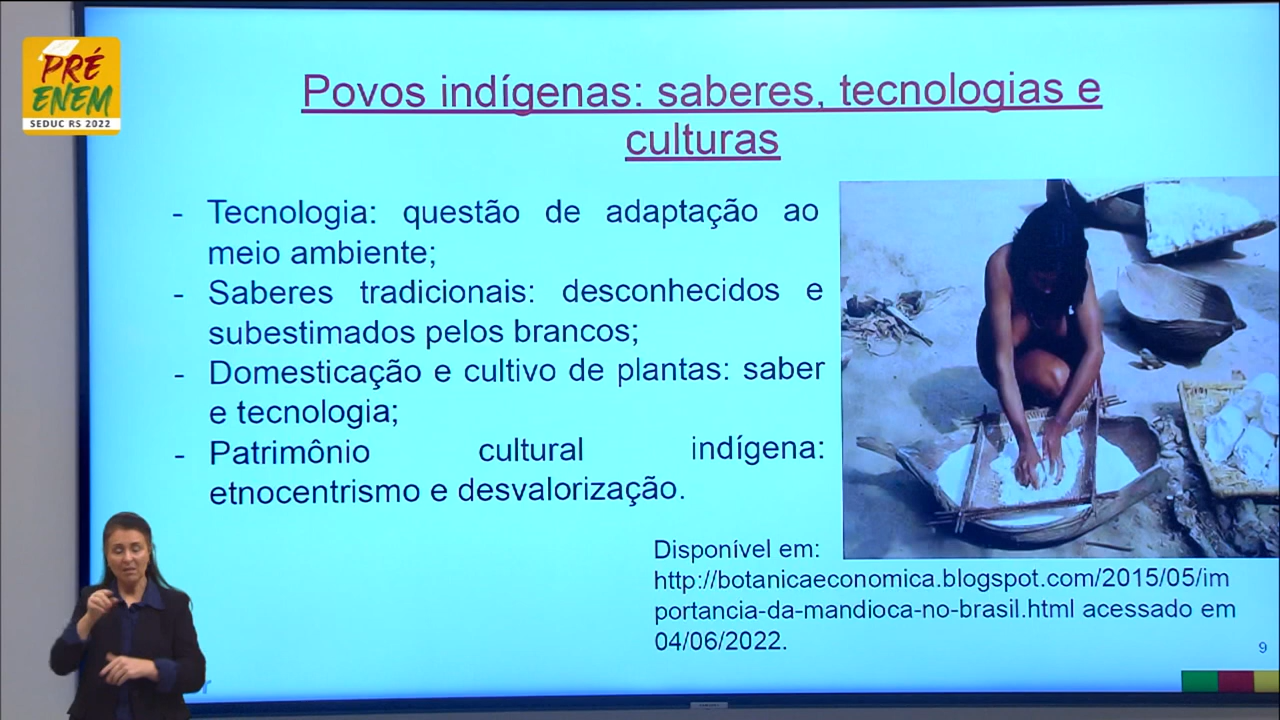 PRÉ
ENEM
SEDUC RS 2022
Povos indígenas: saberes, tecnologias e
culturas
- Tecnologia: questão de adaptação ao
meio ambiente;
- Saberes tradicionais: desconhecidos e
subestimados pelos brancos;
- Domesticação e cultivo de plantas: saber
e tecnologia;
- Patrimônio cultural indígena:
etnocentrismo e desvalorização.
Disponível em:
http://botanicaeconomica.blogspot.com/2015/05/im
portancia-da-mandioca-no-brasil.html acessado em
04/06/2022.
9